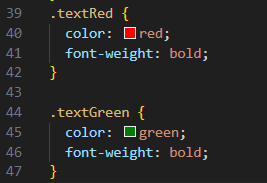 39 .textRed {
40     color: red;
41     font-weight: bold;
42 }
43
44 .textGreen {
45     color: green;
46     font-weight: bold;
47 }